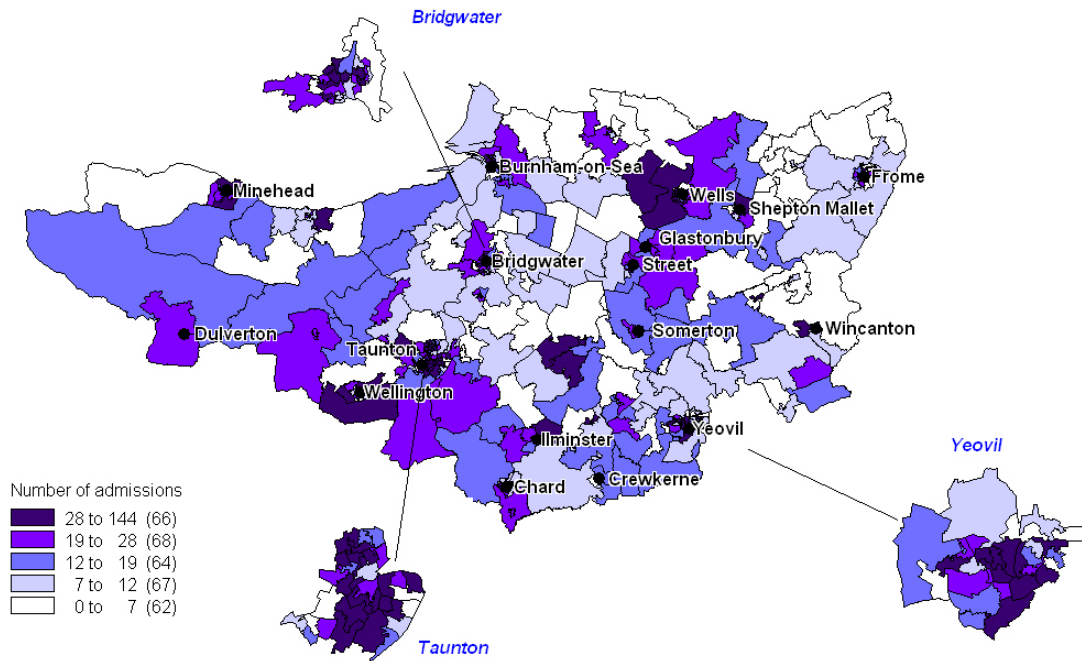 Bridgwater
Burnham-on-Sea
Frome
Minehead
Wells
Shepton Mallet
Glastonbury
Bridgwater
Street
Dulverton
Somerton
Wincanton
Taunton
Wellington
Yeovil
Ilminster
Yeovil
Crewkerne
Chard
Number of admissions
28 to 144 (66)
19 to 28 (68)
12 to 19 (64)
7 to 12 (67)
0 to 7 (62)
Taunton